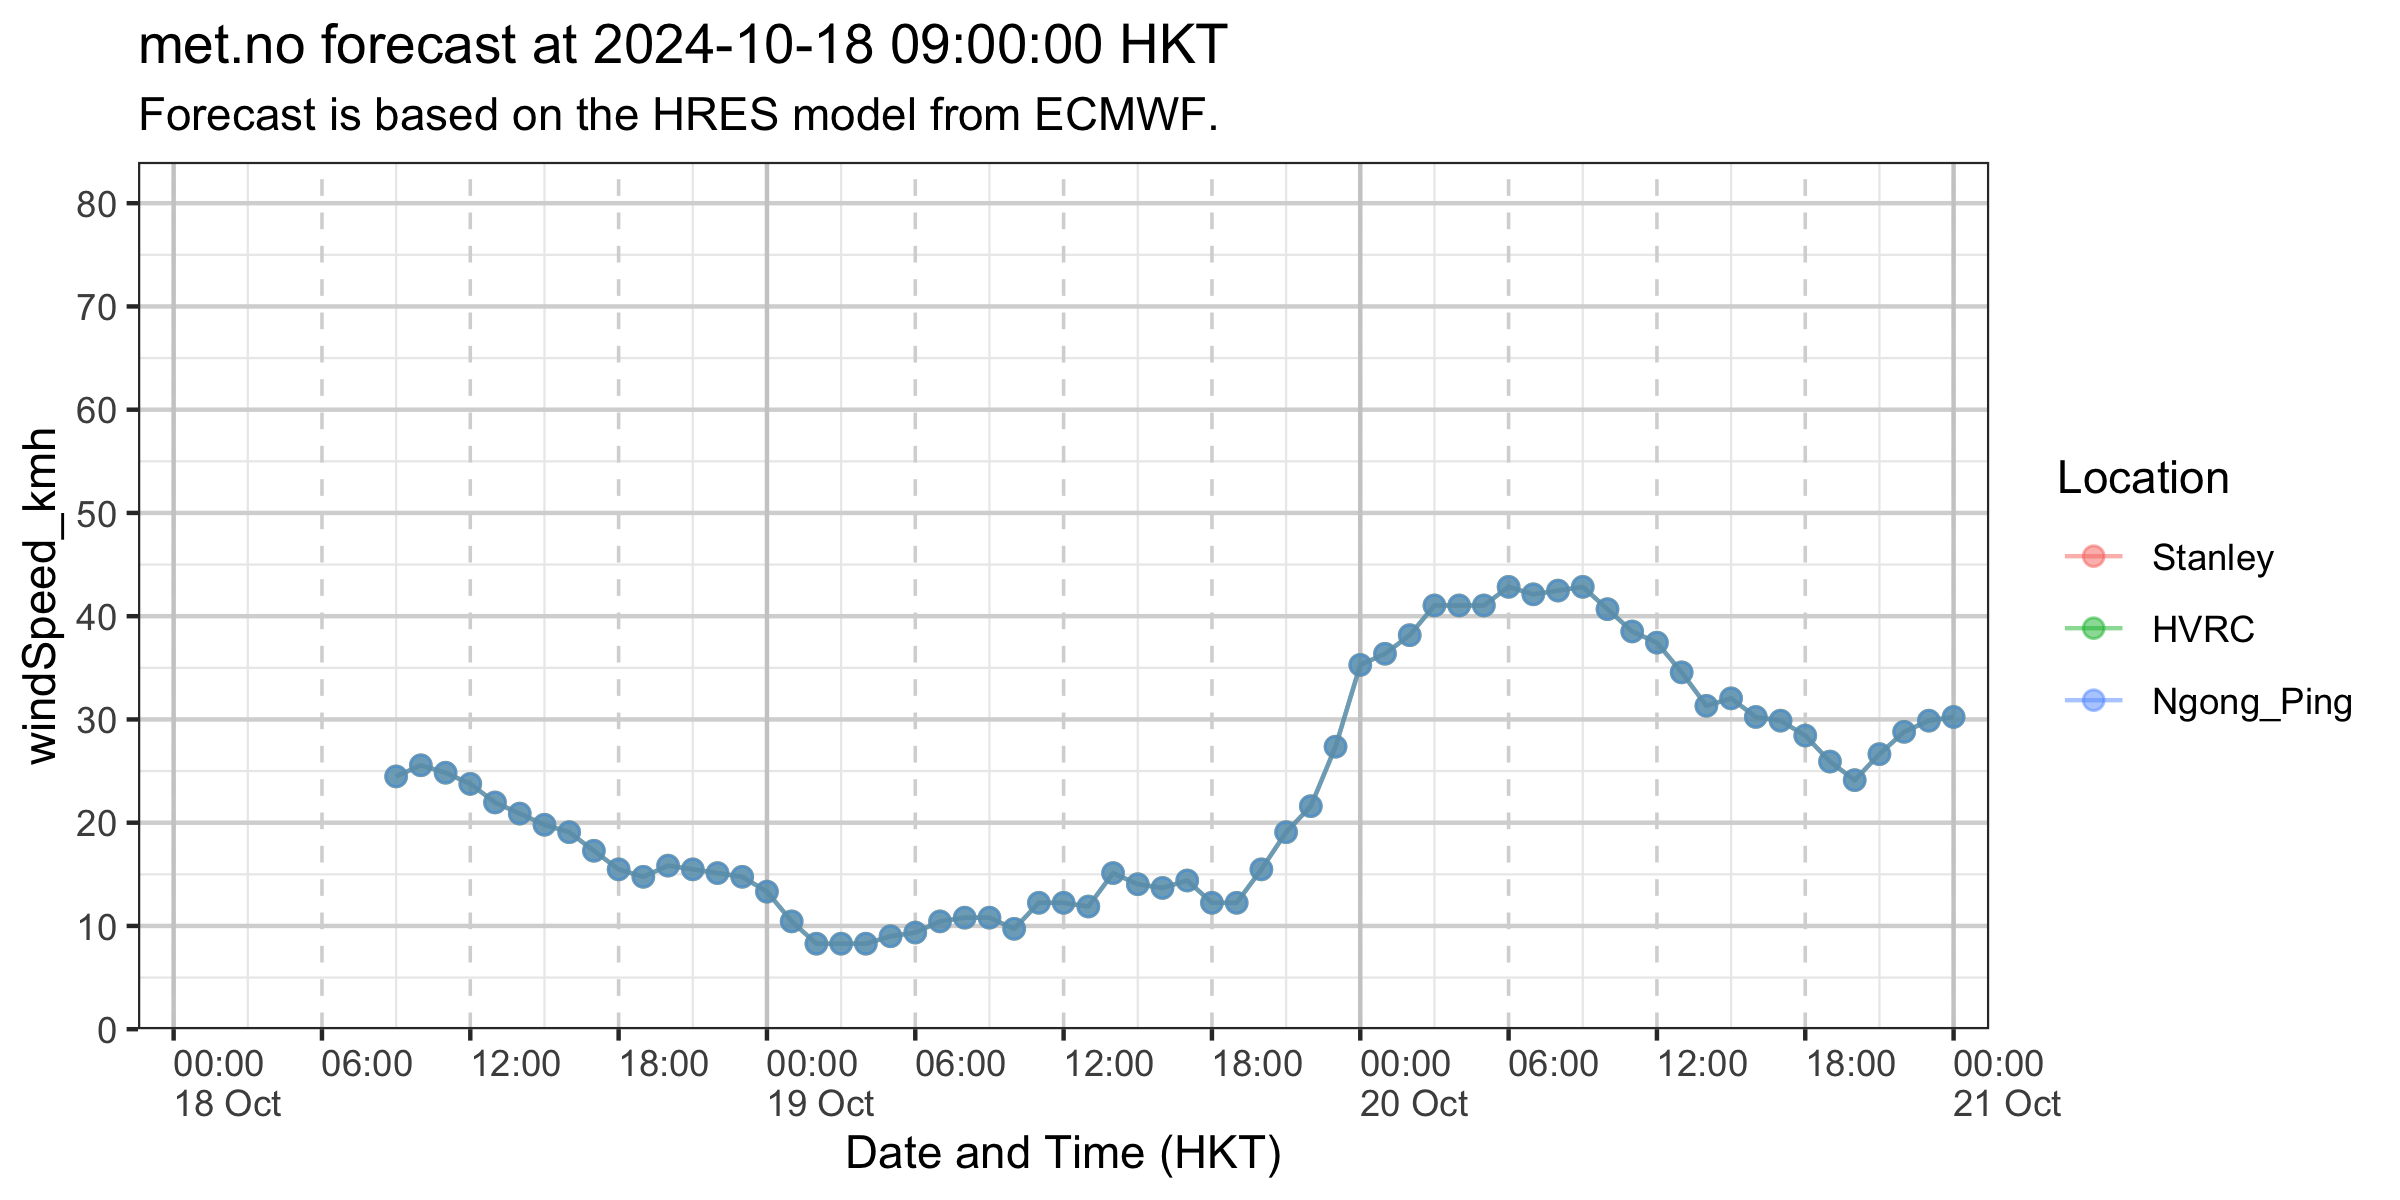 met.no forecast at 2024-10-18 09:00:00 HKT
Forecast is based on the HRES model from ECMWF.
windSpeed_kmh
80
70
60
50
40
30
20
10
0
00:00 06:00 12:00 18:00 00:00 06:00 12:00 18:00 00:00 06:00 12:00 18:00 00:00
18 Oct 19 Oct 20 Oct 21 Oct
Date and Time (HKT)
Location
Stanley
HVRC
Ngong_Ping